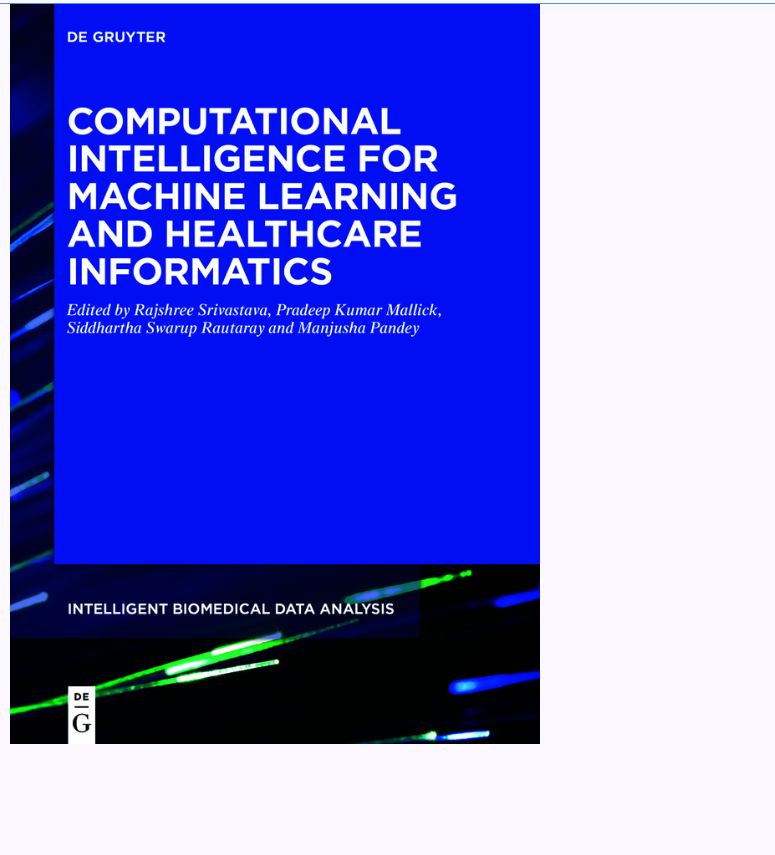 DE GRUYTER
COMPUTATIONAL
INTELLIGENCE FOR
MACHINE LEARNING
AND HEALTHCARE
INFORMATICS
Edited by Rajshree Srivastava, Pradeep Kumar Mallick,
Siddhartha Swarup Rautaray and Manjusha Pandey
INTELLIGENT BIOMEDICAL DATA ANALYSIS
DE
G